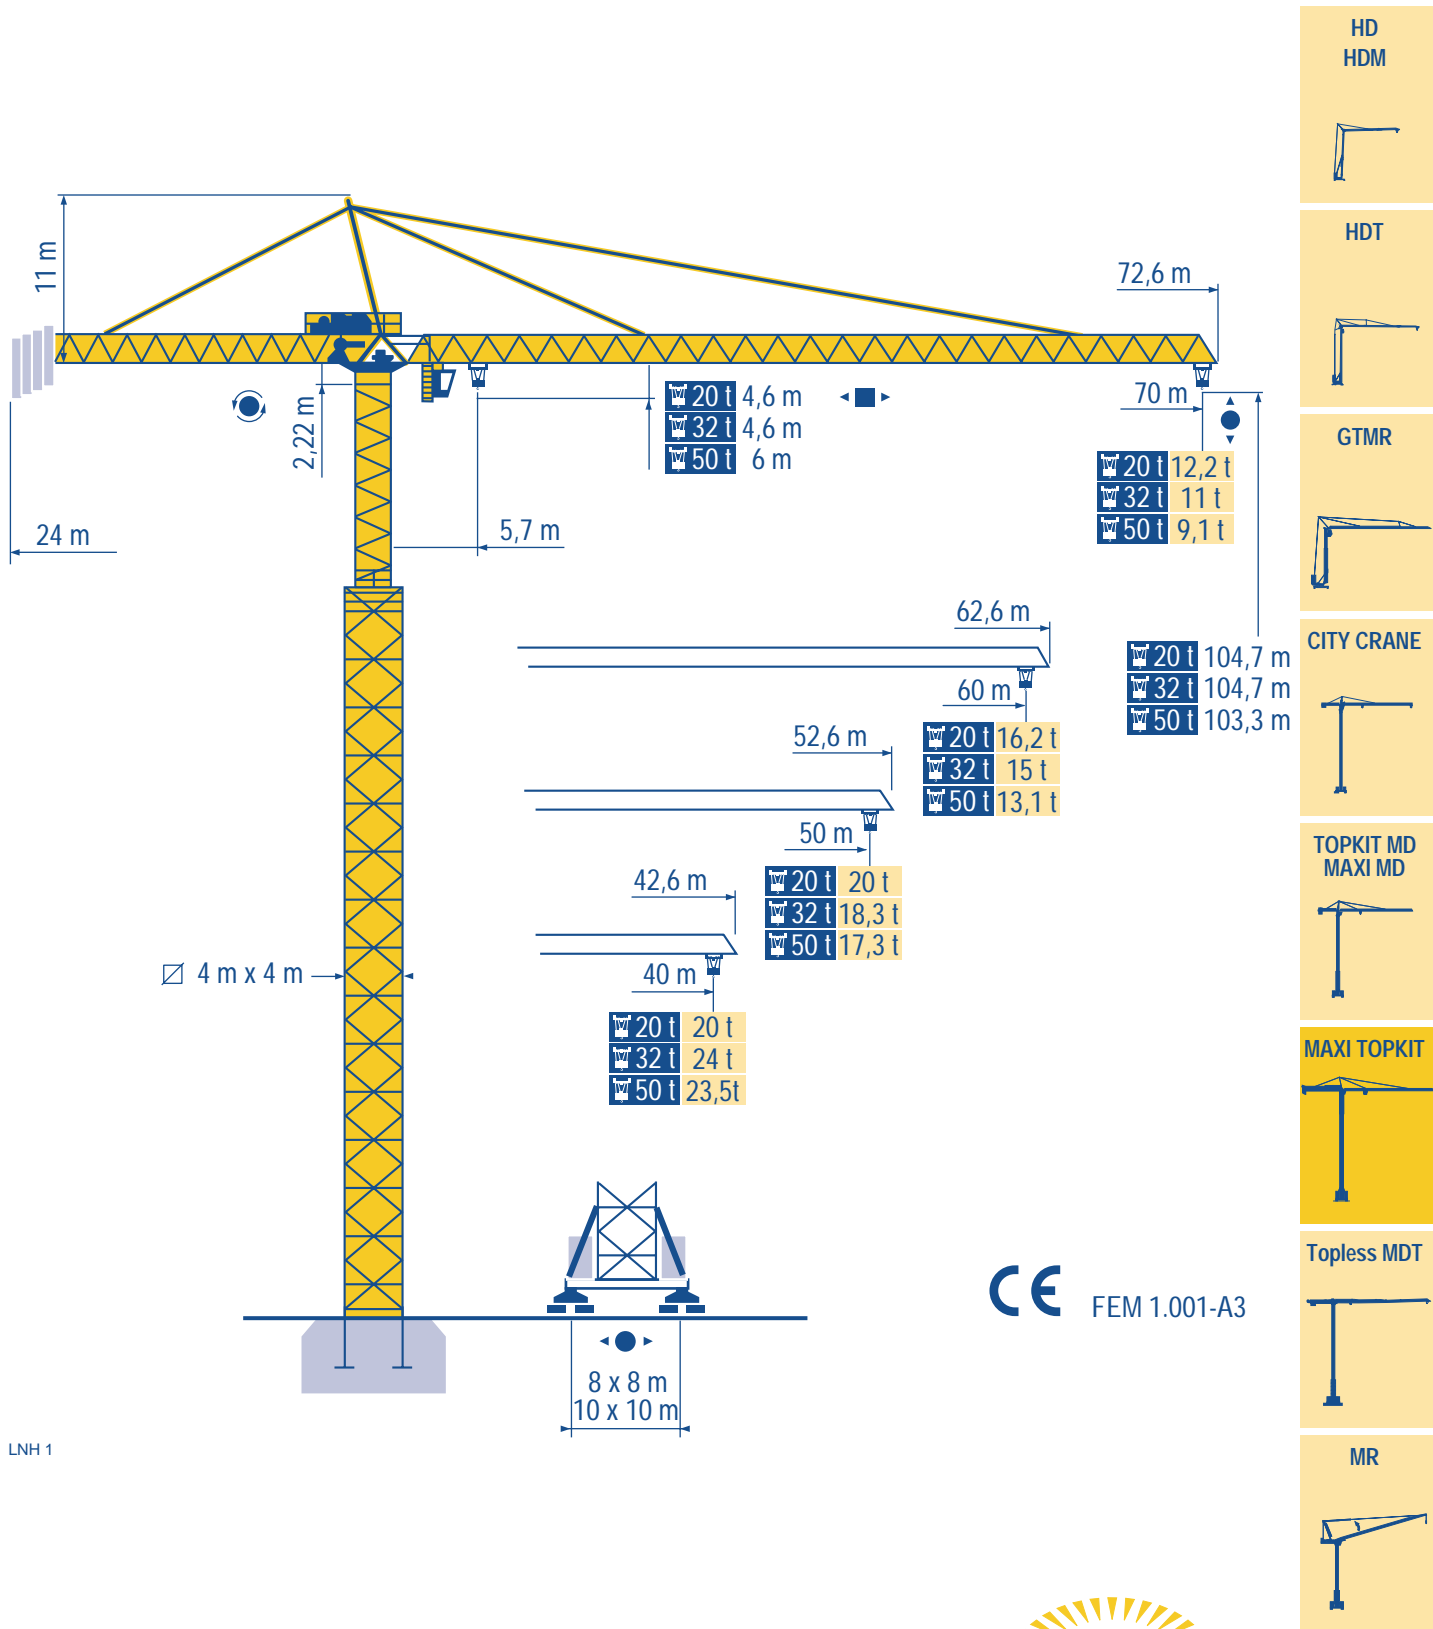 HD
HDM
HDT
GTMR
CITY CRANE
TOPKIT MD
MAXI MD
MAXI TOPKIT
Topless MDT
MR
11 m
72,6 m
2,22 m
24 m
5,7 m
20 t 4,6 m
32 t 4,6 m
50 t 6 m
70 m
20 t 12,2 t
32 t 11 t
50 t 9,1 t
20 t 104,7 m
32 t 104,7 m
50 t 103,3 m
62,6 m
60 m
20 t 16,2 t
32 t 15 t
50 t 13,1 t
52,6 m
50 m
20 t 20 t
32 t 18,3 t
50 t 17,3 t
42,6 m
40 m
20 t 20 t
32 t 24 t
50 t 23,5t
4 m x 4 m
8 x 8 m
10 x 10 m
CE FEM 1.001-A3
LNH 1